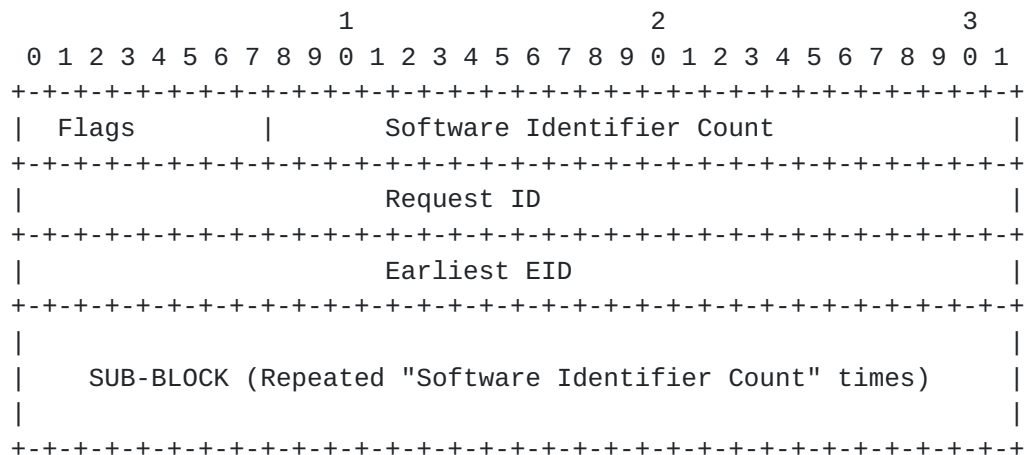 1                   2                   3
 0 1 2 3 4 5 6 7 8 9 0 1 2 3 4 5 6 7 8 9 0 1 2 3 4 5 6 7 8 9 0 1
+-+-+-+-+-+-+-+-+-+-+-+-+-+-+-+-+-+-+-+-+-+-+-+-+-+-+-+-+-+-+-+-+
|  Flags        |       Software Identifier Count               |
+-+-+-+-+-+-+-+-+-+-+-+-+-+-+-+-+-+-+-+-+-+-+-+-+-+-+-+-+-+-+-+-+
|                       Request ID                              |
+-+-+-+-+-+-+-+-+-+-+-+-+-+-+-+-+-+-+-+-+-+-+-+-+-+-+-+-+-+-+-+-+
|                       Earliest EID                            |
+-+-+-+-+-+-+-+-+-+-+-+-+-+-+-+-+-+-+-+-+-+-+-+-+-+-+-+-+-+-+-+-+
|                                                               |
|    SUB-BLOCK (Repeated "Software Identifier Count" times)     |
|                                                               |
+-+-+-+-+-+-+-+-+-+-+-+-+-+-+-+-+-+-+-+-+-+-+-+-+-+-+-+-+-+-+-+-+